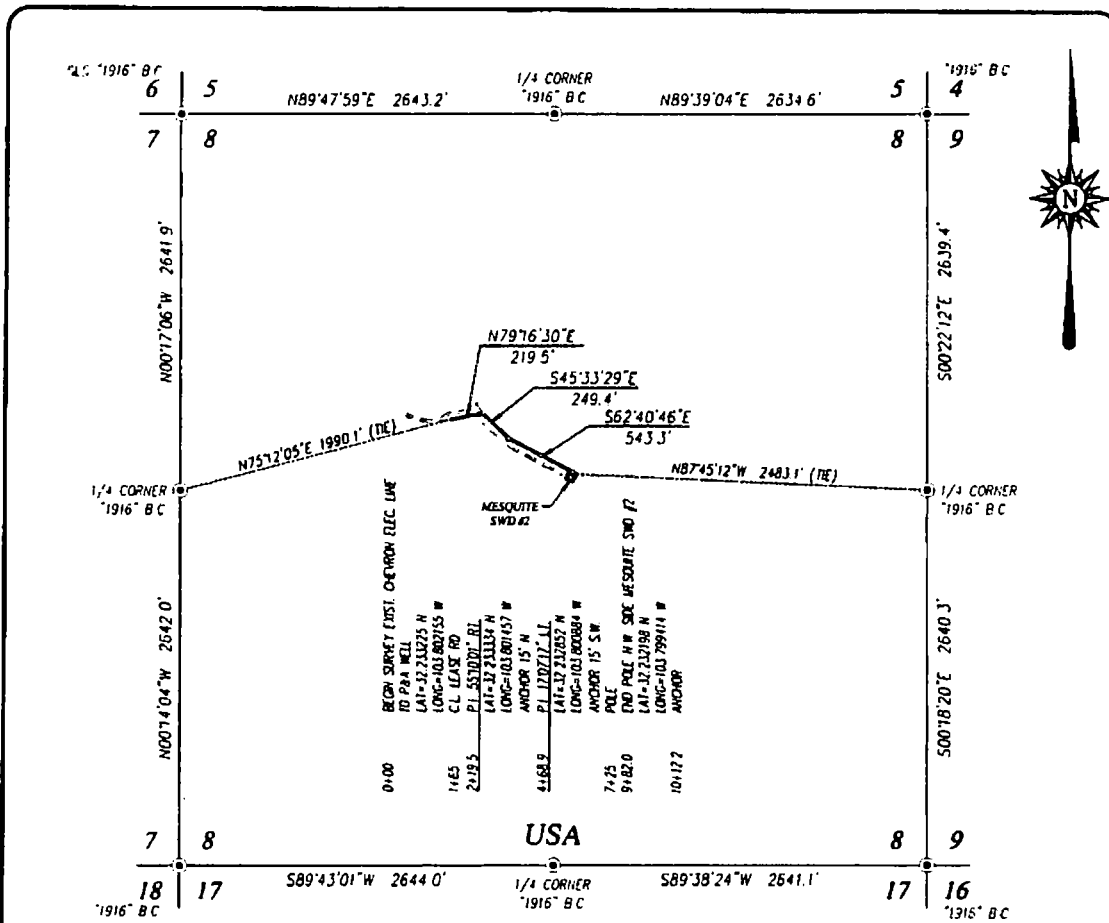 "1916" B C
6 5
1/4 CORNER
"1916" B C
5 4
"1916" B C
N89°47'59"E 2643.2'
N89°39'04"E 2634 6'
7 8
8 9
N
N00°17'06"W 2641 9'
S00°22'12"E 2639.4'
N79°16'30"E
219 5'
S45°33'29"E
249.4'
S62°40'46"E
543.3'
N75°12'05"E 1990 1' (TIE)
N87°45'12"W 2483.1' (TIE)
1/4 CORNER
"1916" B C
1/4 CORNER
"1916" B C
MESQUITE
SWD #2
0+00 BEGIN SURVEY EXIST. CHEVRON ELEC. LINE
TO P&A WELL
LAT=32.233225 N
LONG=103.802155 W
1+65 C.L. LEASE RD
2+19.5 P.I. 55°10'01" RT
LAT=32.233334 N
LONG=103.801457 W
ANCHOR 15' N
4+68.9 P.I. 17°07'17" LT
LAT=32.232852 N
LONG=103.800884 W
ANCHOR 15' S.W.
7+25 POLE
9+82.0 END POLE N.W. SIDE MESQUITE SWD #2
LAT=32.232198 N
LONG=103.799414 W
10+12.2 ANCHOR
N00°14'04"W 2642 0'
S00°18'20"E 2640.3'
USA
7 8
8 9
S89°43'01"W 2644 0'
S89°38'24"W 2641.1'
18 17
"1916" B C
1/4 CORNER
"1916" B C
17 16
"1916" B C